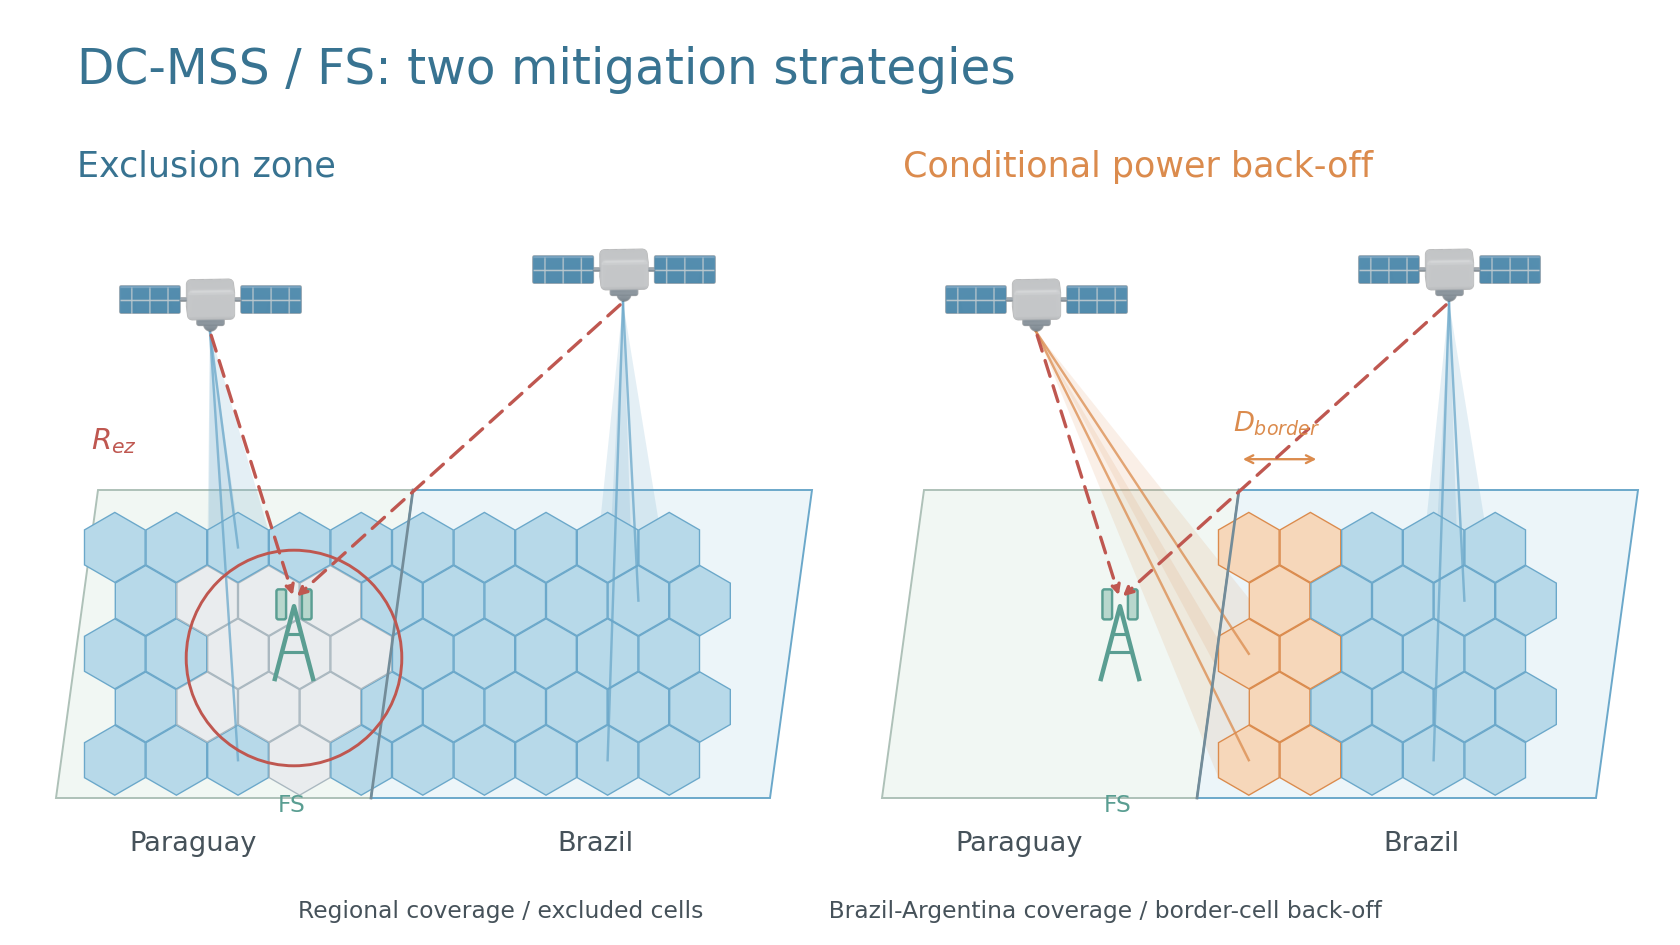 DC-MSS / FS: two mitigation strategies
Exclusion zone
Conditional power back-off
R_ez
D_border
FS
FS
Paraguay
Brazil
Paraguay
Brazil
Regional coverage / excluded cells
Brazil-Argentina coverage / border-cell back-off